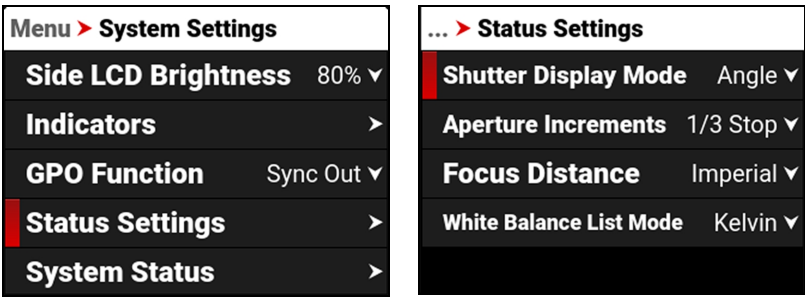 Menu ➤ System Settings
Side LCD Brightness 80%
Indicators
GPO Function Sync Out
Status Settings
System Status
... ➤ Status Settings
Shutter Display Mode Angle
Aperture Increments 1/3 Stop
Focus Distance Imperial
White Balance List Mode Kelvin